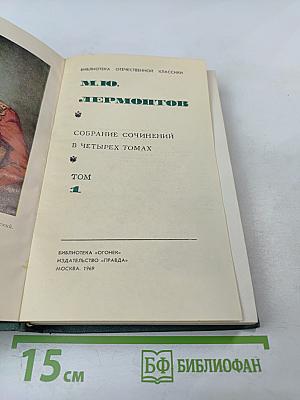 БИБЛИОТЕКА ОТЕЧЕСТВЕННОЙ КЛАССИКИ
М.Ю.
ЛЕРМОНТОВ
СОБРАНИЕ СОЧИНЕНИЙ
В ЧЕТЫРЕХ ТОМАХ
ТОМ
1
БИБЛИОТЕКА «ОГОНЕК»
ИЗДАТЕЛЬСТВО «ПРАВДА»
МОСКВА. 1969
15 см
БФ БИБЛИОФАН